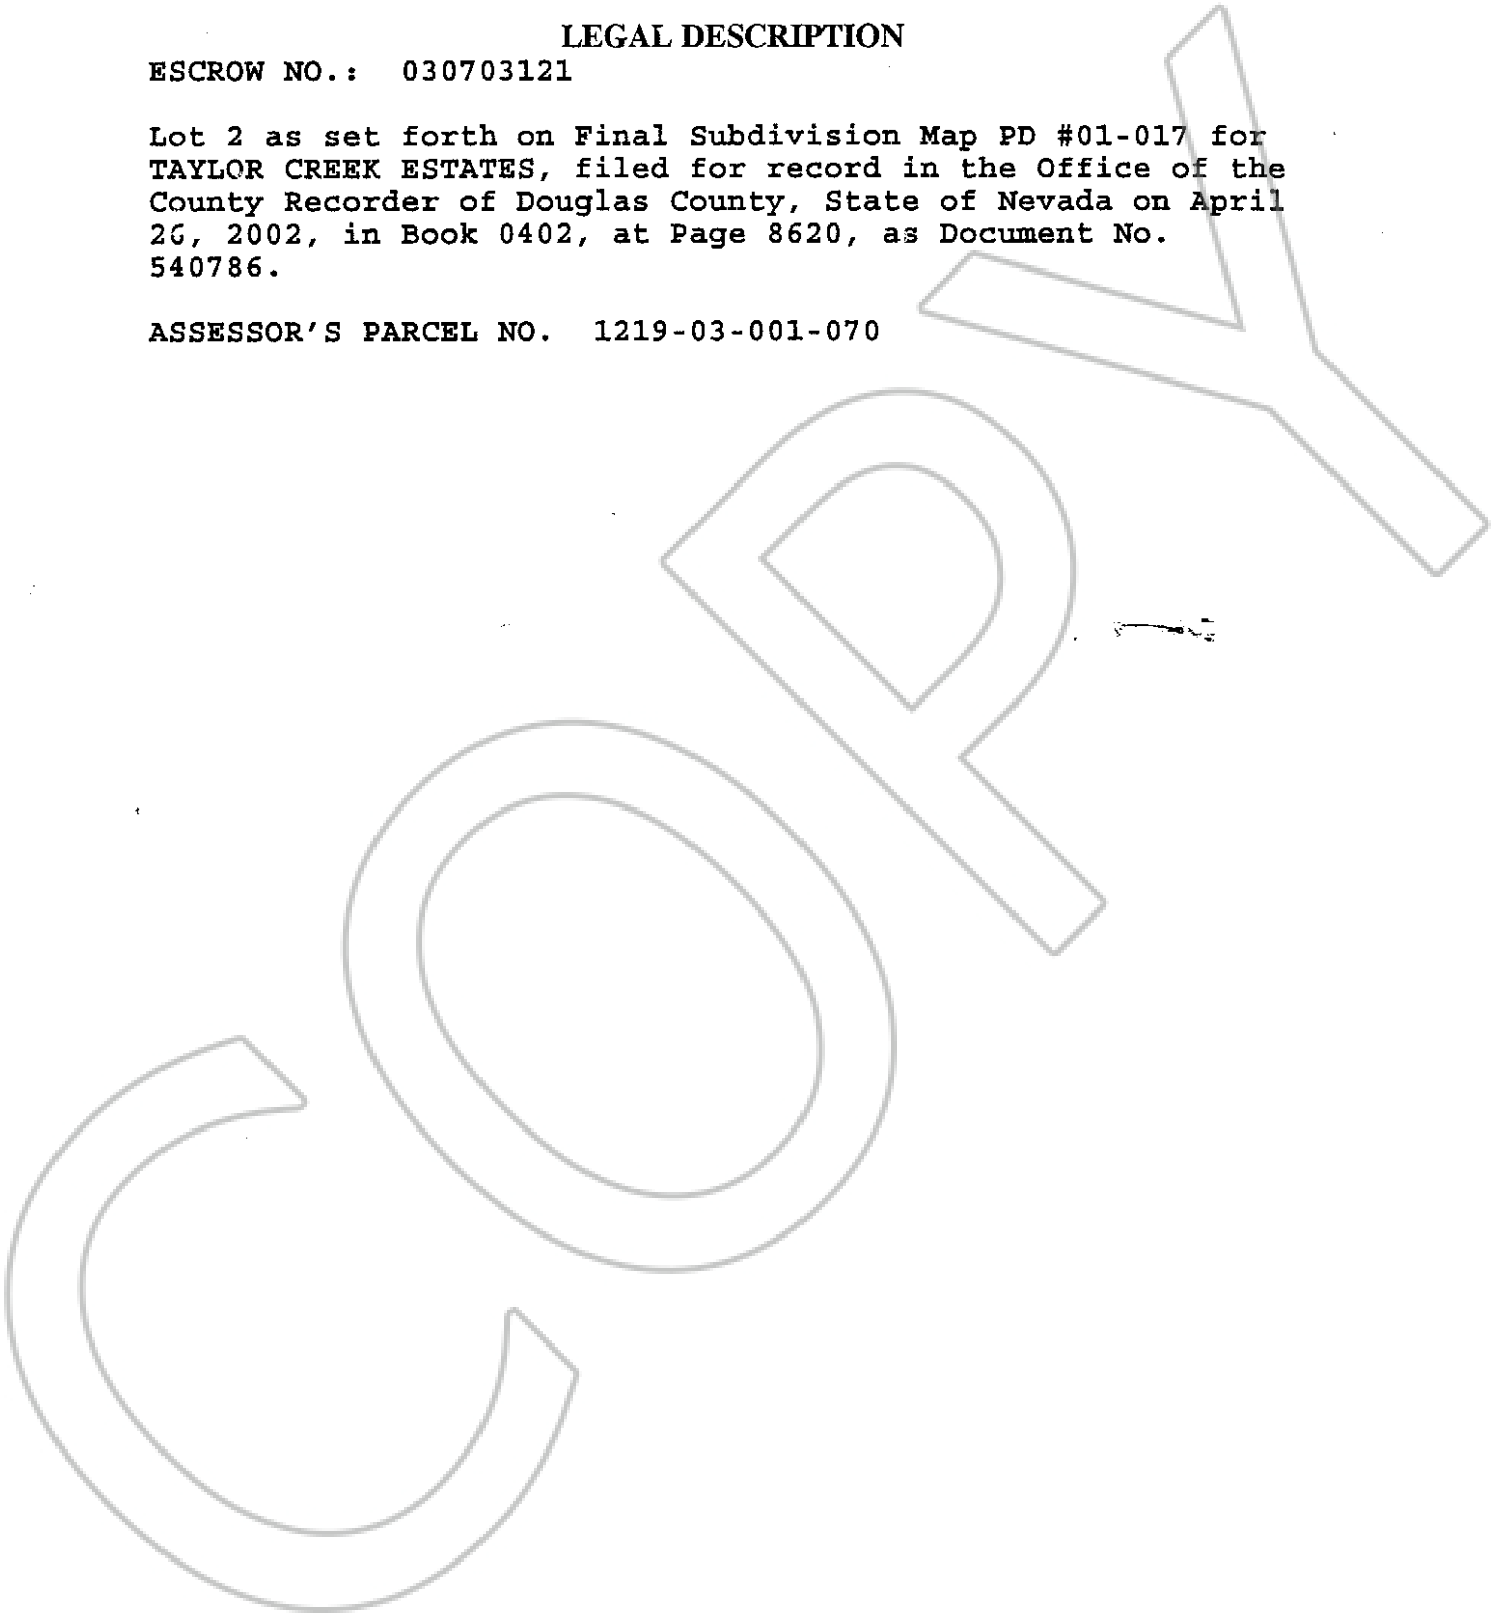 LEGAL DESCRIPTION
ESCROW NO.: 030703121
Lot 2 as set forth on Final Subdivision Map PD #01-017 for
TAYLOR CREEK ESTATES, filed for record in the Office of the
County Recorder of Douglas County, State of Nevada on April
26, 2002, in Book 0402, at Page 8620, as Document No.
540786.
ASSESSOR'S PARCEL NO. 1219-03-001-070
COPY